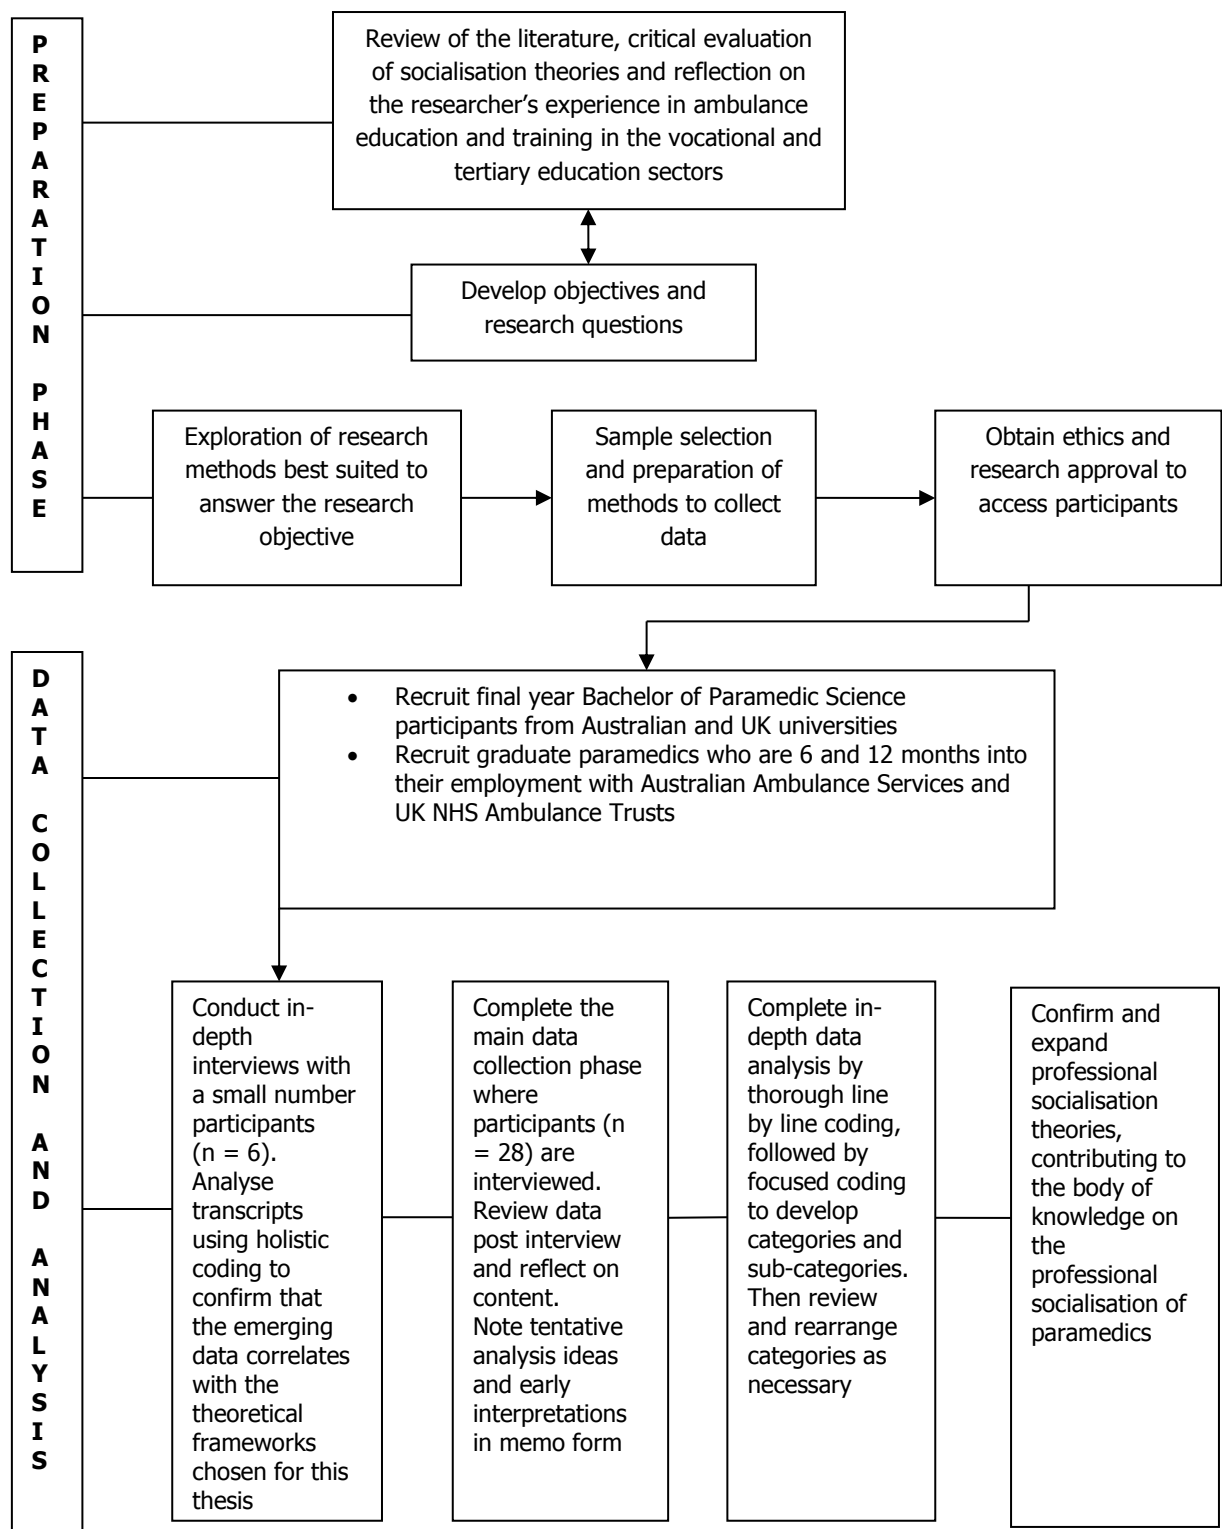 PREPARATION PHASE
Review of the literature, critical evaluation
of socialisation theories and reflection on
the researcher's experience in ambulance
education and training in the vocational and
tertiary education sectors
Develop objectives and
research questions
Exploration of research
methods best suited to
answer the research
objective
Sample selection
and preparation of
methods to collect
data
Obtain ethics and
research approval to
access participants
DATA COLLECTION AND ANALYSIS
• Recruit final year Bachelor of Paramedic Science
participants from Australian and UK universities
• Recruit graduate paramedics who are 6 and 12 months into
their employment with Australian Ambulance Services and
UK NHS Ambulance Trusts
Conduct in-
depth
interviews with
a small number
participants
(n = 6).
Analyse
transcripts
using holistic
coding to
confirm that
the emerging
data correlates
with the
theoretical
frameworks
chosen for this
thesis
Complete the
main data
collection phase
where
participants (n
= 28) are
interviewed.
Review data
post interview
and reflect on
content.
Note tentative
analysis ideas
and early
interpretations
in memo form
Complete in-
depth data
analysis by
thorough line
by line coding,
followed by
focused coding
to develop
categories and
sub-categories.
Then review
and rearrange
categories as
necessary
Confirm and
expand
professional
socialisation
theories,
contributing to
the body of
knowledge on
the
professional
socialisation of
paramedics